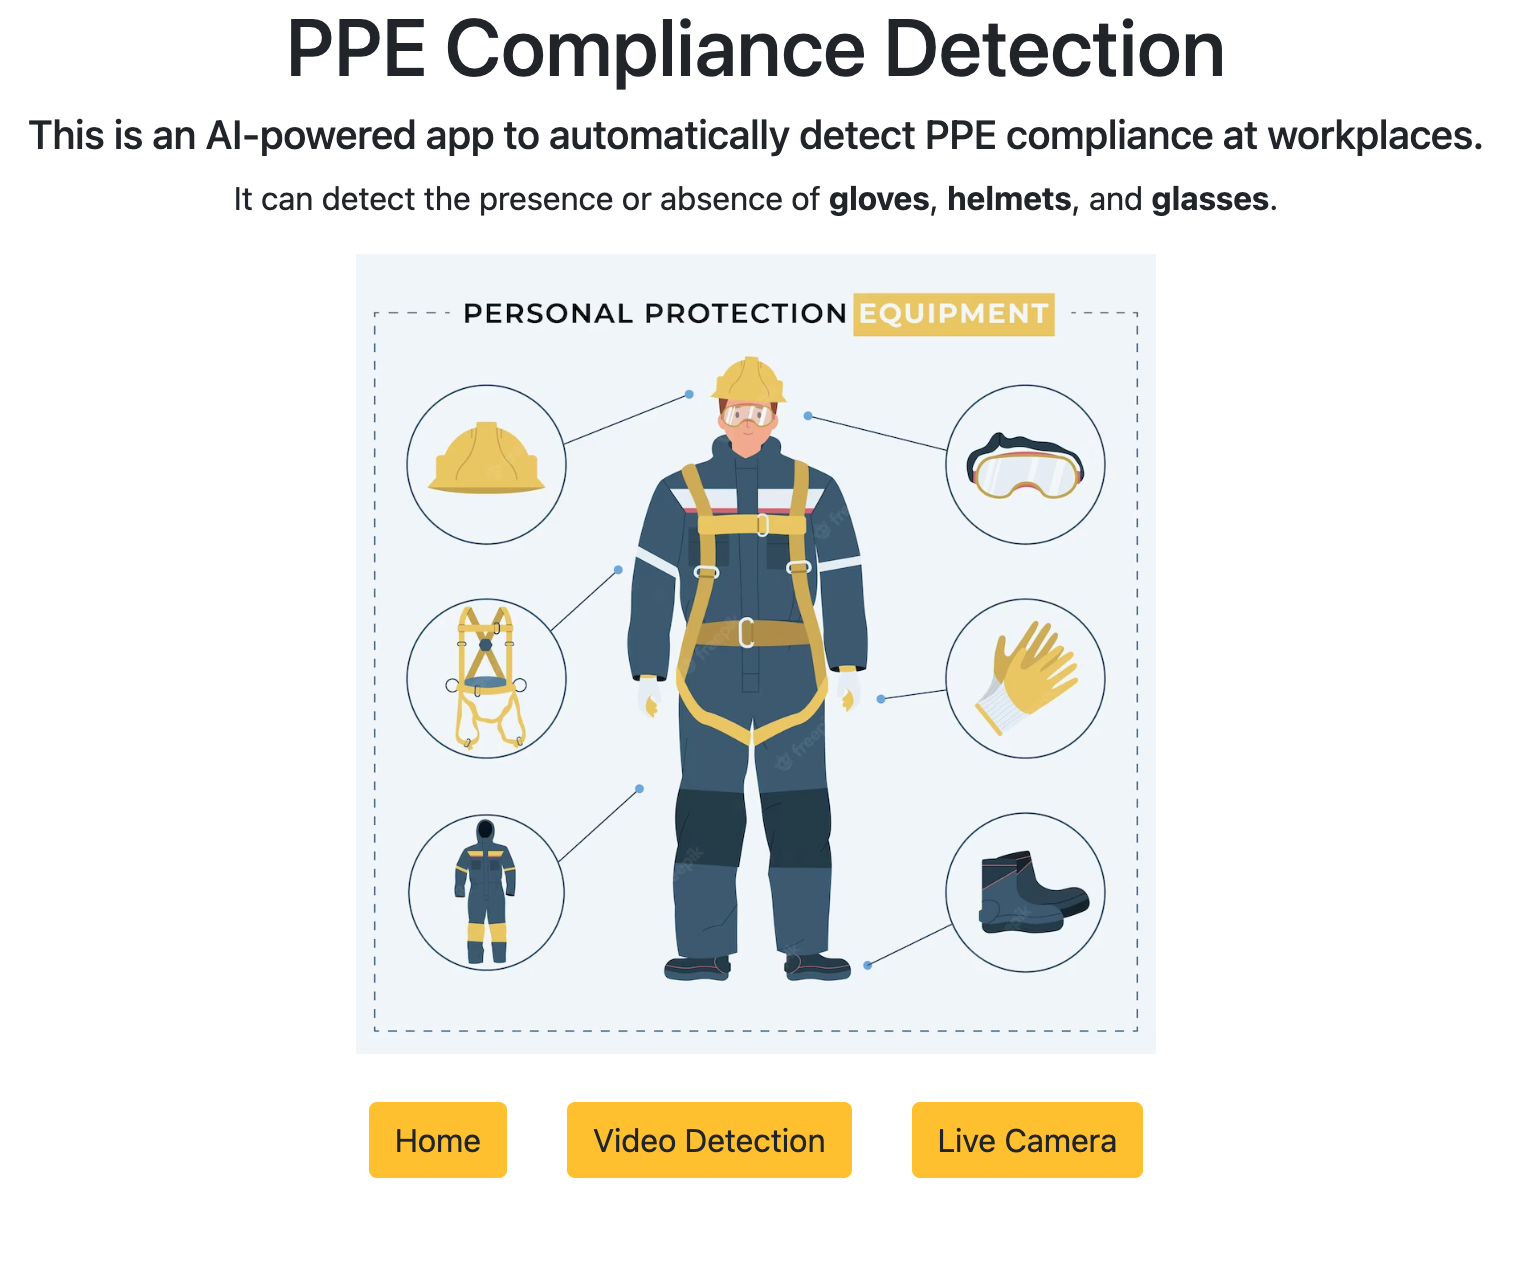 PPE Compliance Detection
This is an AI-powered app to automatically detect PPE compliance at workplaces.
It can detect the presence or absence of gloves, helmets, and glasses.
PERSONAL PROTECTION EQUIPMENT
freepik
Home
Video Detection
Live Camera